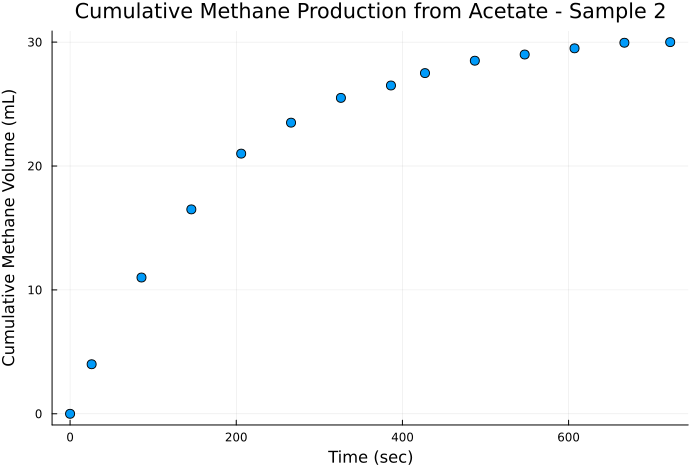 Cumulative Methane Production from Acetate - Sample 2
Cumulative Methane Volume (mL)
30
20
10
0
0 200 400 600
Time (sec)